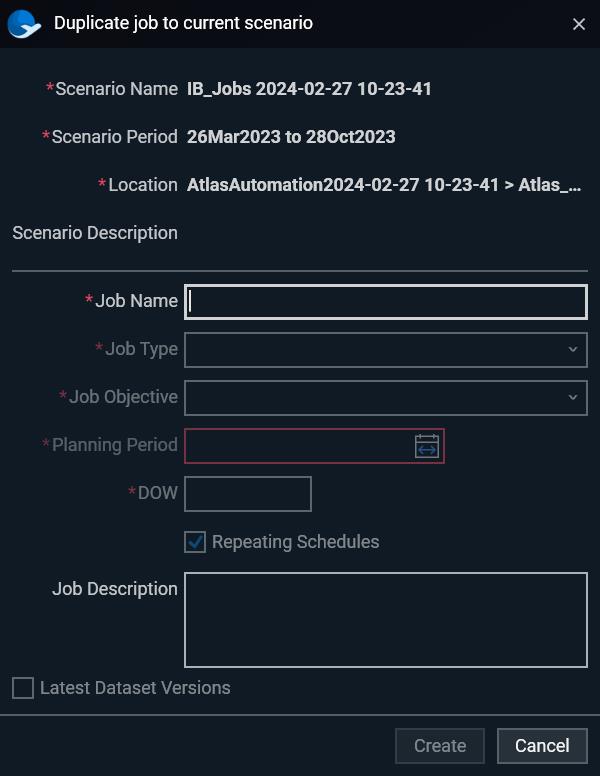 Duplicate job to current scenario
*Scenario Name IB_Jobs 2024-02-27 10-23-41
*Scenario Period 26Mar2023 to 28Oct2023
*Location AtlasAutomation2024-02-27 10-23-41 > Atlas_...
Scenario Description
*Job Name
*Job Type
*Job Objective
*Planning Period
*DOW
Repeating Schedules
Job Description
Latest Dataset Versions
Create Cancel